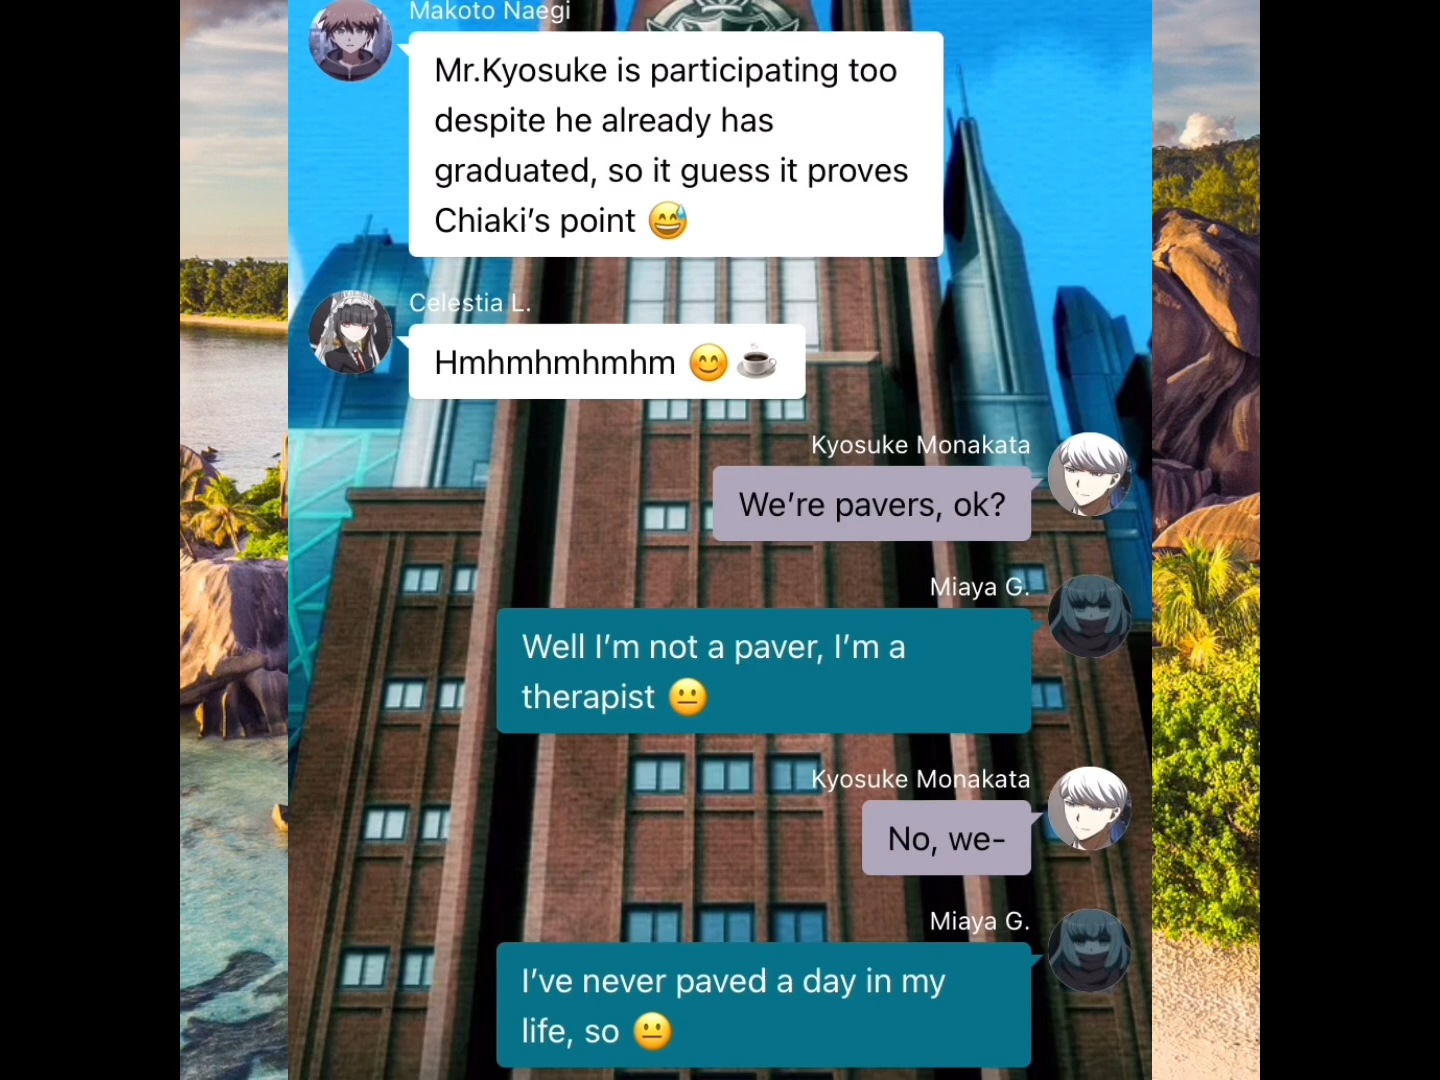 Makoto Naegi
Mr.Kyosuke is participating too
despite he already has
graduated, so it guess it proves
Chiaki’s point 😅
Celestia L.
Hmhmhmhmhm 😊☕
Kyosuke Monakata
We’re pavers, ok?
Miaya G.
Well I’m not a paver, I’m a
therapist 😐
Kyosuke Monakata
No, we-
Miaya G.
I’ve never paved a day in my
life, so 😐